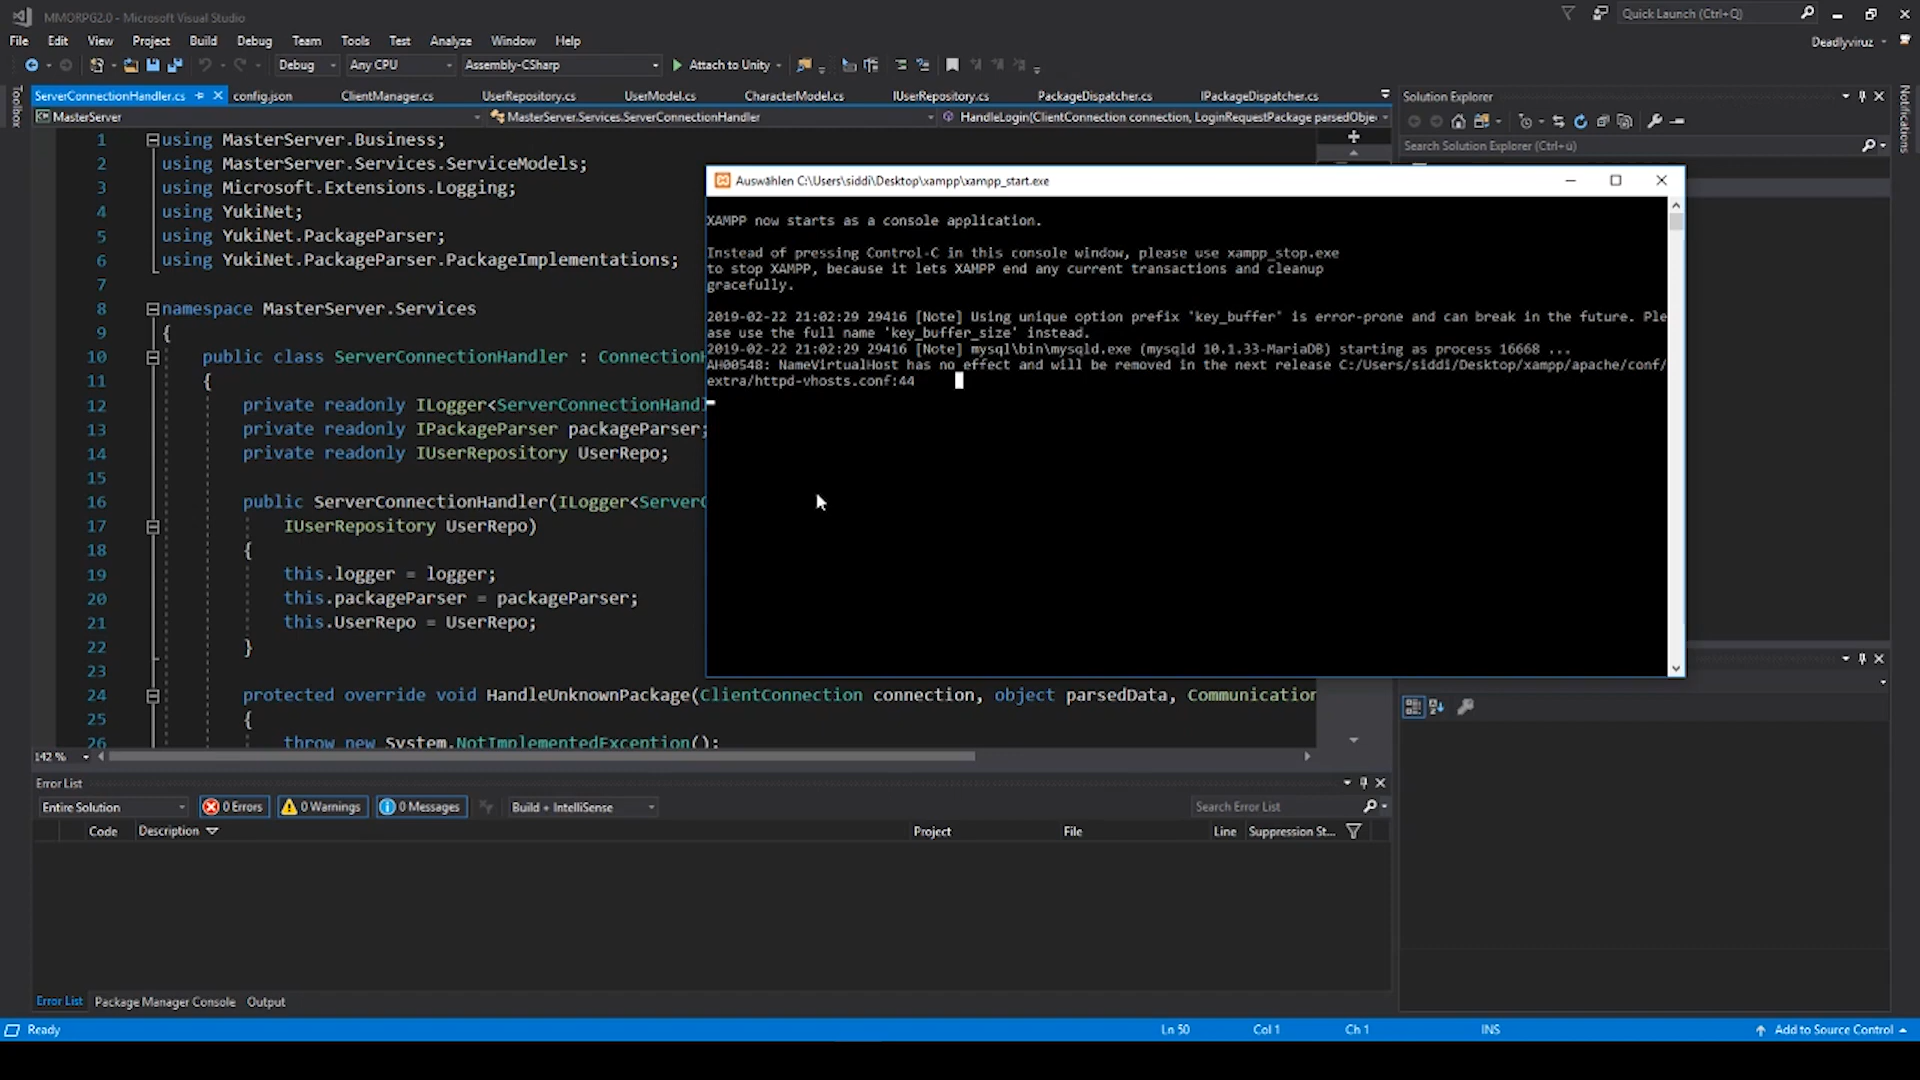 MMORPG2.0 - Microsoft Visual Studio
Quick Launch (Ctrl+Q)
File Edit View Project Build Debug Team Tools Test Analyze Window Help
Deadlyviruz
Debug Any CPU Assembly-CSharp Attach to Unity
Toolbox
ServerConnectionHandler.cs config.json ClientManager.cs UserRepository.cs UserModel.cs CharacterModel.cs IUserRepository.cs PackageDispatcher.cs IPackageDispatcher.cs
MasterServer MasterServer.Services.ServerConnectionHandler HandleLogin(ClientConnection connection, LoginRequestPackage parsedObje
Solution Explorer
Search Solution Explorer (Ctrl+ü)
Notifications
1 using MasterServer.Business;
2 using MasterServer.Services.ServiceModels;
3 using Microsoft.Extensions.Logging;
4 using YukiNet;
5 using YukiNet.PackageParser;
6 using YukiNet.PackageParser.PackageImplementations;
7
8 namespace MasterServer.Services
9 {
10 public class ServerConnectionHandler : ConnectionH
11 {
12 private readonly ILogger<ServerConnectionHandl
13 private readonly IPackageParser packageParser;
14 private readonly IUserRepository UserRepo;
15
16 public ServerConnectionHandler(ILogger<ServerC
17 IUserRepository UserRepo)
18 {
19 this.logger = logger;
20 this.packageParser = packageParser;
21 this.UserRepo = UserRepo;
22 }
23
24 protected override void HandleUnknownPackage(ClientConnection connection, object parsedData, Communication
25 {
26 throw new System.NotImplementedException();
Auswählen C:\Users\siddi\Desktop\xampp\xampp_start.exe
XAMPP now starts as a console application.
Instead of pressing Control-C in this console window, please use xampp_stop.exe
to stop XAMPP, because it lets XAMPP end any current transactions and cleanup
gracefully.
2019-02-22 21:02:29 29416 [Note] Using unique option prefix 'key_buffer' is error-prone and can break in the future. Ple
ase use the full name 'key_buffer_size' instead.
2019-02-22 21:02:29 29416 [Note] mysql\bin\mysqld.exe (mysqld 10.1.33-MariaDB) starting as process 16668 ...
AH00548: NameVirtualHost has no effect and will be removed in the next release C:/Users/siddi/Desktop/xampp/apache/conf/
extra/httpd-vhosts.conf:44
142 %
Error List
Entire Solution 0 Errors 0 Warnings 0 Messages Build + IntelliSense Search Error List
Code Description Project File Line Suppression St...
Error List Package Manager Console Output
Ready Ln 50 Col 1 Ch 1 INS Add to Source Control